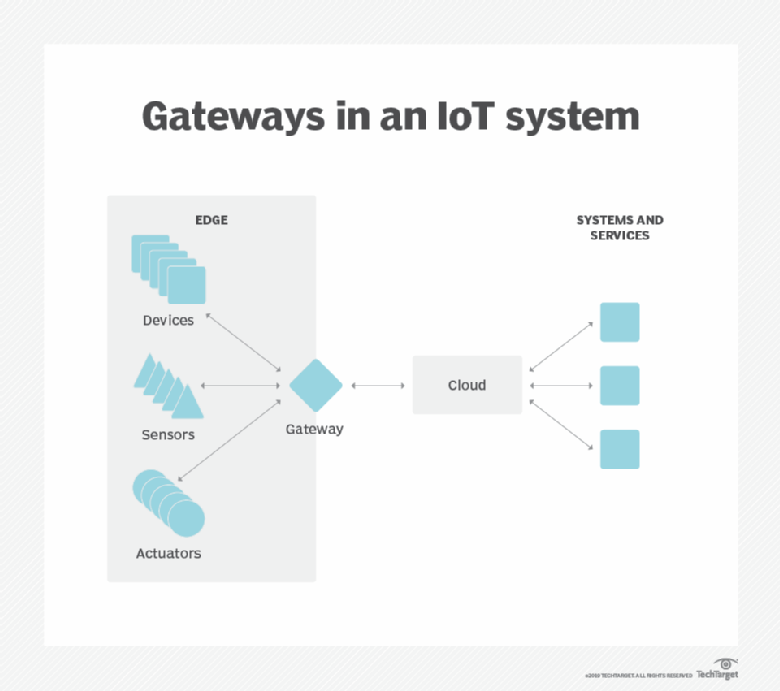 Gateways in an IoT system
EDGE
SYSTEMS AND
SERVICES
Devices
Cloud
Gateway
Sensors
Actuators
TECHTARGET. ALL RIGHTS RESERVED
TechTarget